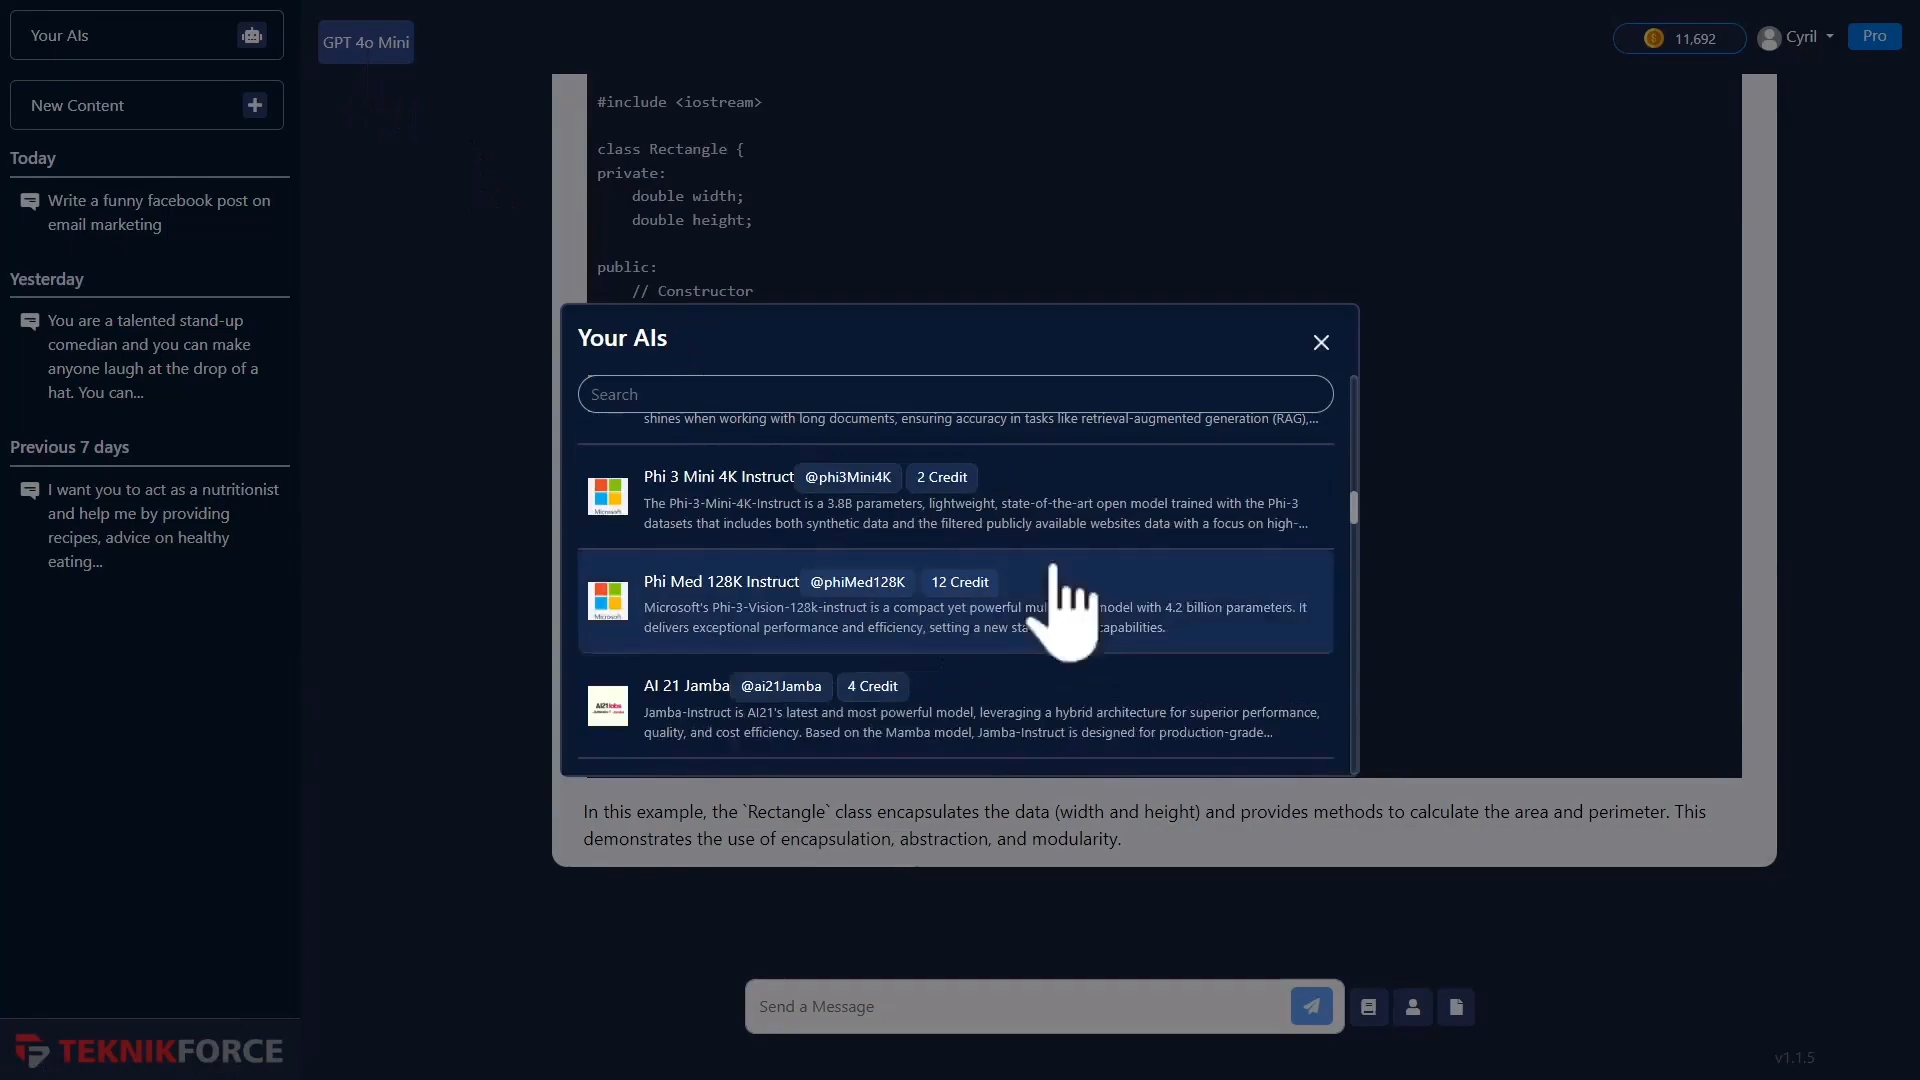 Your AIs
New Content
Today
Write a funny facebook post on
email marketing
Yesterday
You are a talented stand-up
comedian and you can make
anyone laugh at the drop of a
hat. You can...
Previous 7 days
I want you to act as a nutritionist
and help me by providing
recipes, advice on healthy
eating...
TEKNIKFORCE
GPT 4o Mini
11,692
Cyril
Pro
#include <iostream>
class Rectangle {
private:
double width;
double height;
public:
// Constructor
Your AIs
Search
shines when working with long documents, ensuring accuracy in tasks like retrieval-augmented generation (RAG),...
Microsoft
Phi 3 Mini 4K Instruct @phi3Mini4K 2 Credit
The Phi-3-Mini-4K-Instruct is a 3.8B parameters, lightweight, state-of-the-art open model trained with the Phi-3
datasets that includes both synthetic data and the filtered publicly available websites data with a focus on high-...
Microsoft
Phi Med 128K Instruct @phiMed128K 12 Credit
Microsoft's Phi-3-Vision-128k-instruct is a compact yet powerful model with 4.2 billion parameters. It
delivers exceptional performance and efficiency, setting a new capabilities.
AI21labs
AI 21 Jamba @ai21Jamba 4 Credit
Jamba-Instruct is AI21's latest and most powerful model, leveraging a hybrid architecture for superior performance,
quality, and cost efficiency. Based on the Mamba model, Jamba-Instruct is designed for production-grade...
In this example, the `Rectangle` class encapsulates the data (width and height) and provides methods to calculate the area and perimeter. This
demonstrates the use of encapsulation, abstraction, and modularity.
Send a Message
v1.1.5